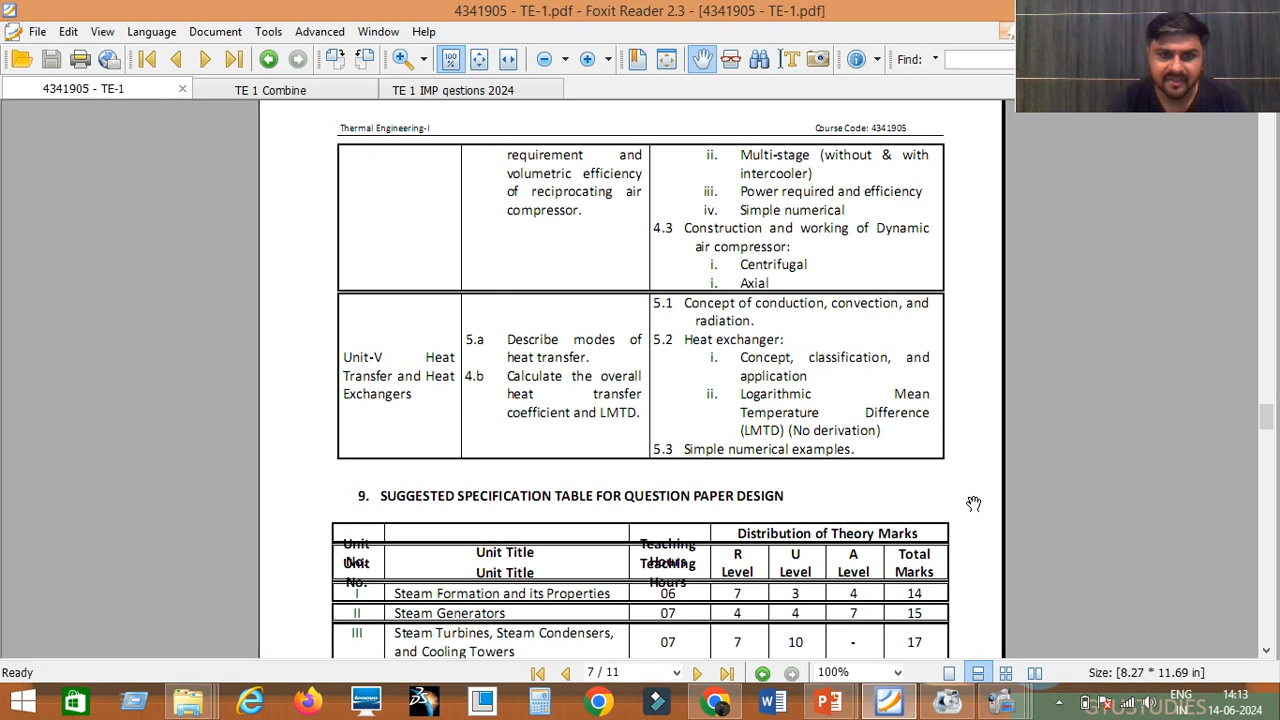 4341905 - TE-1.pdf - Foxit Reader 2.3 - [4341905 - TE-1.pdf]
File Edit View Language Document Tools Advanced Window Help
Find:
4341905 - TE-1 TE 1 Combine TE 1 IMP qestions 2024
Thermal Engineering-I Course Code: 4341905
requirement and
volumetric efficiency
of reciprocating air
compressor.
ii. Multi-stage (without & with
intercooler)
iii. Power required and efficiency
iv. Simple numerical
4.3 Construction and working of Dynamic
air compressor:
i. Centrifugal
i. Axial
Unit-V Heat
Transfer and Heat
Exchangers
5.a Describe modes of
heat transfer.
4.b Calculate the overall
heat transfer
coefficient and LMTD.
5.1 Concept of conduction, convection, and
radiation.
5.2 Heat exchanger:
i. Concept, classification, and
application
ii. Logarithmic Mean
Temperature Difference
(LMTD) (No derivation)
5.3 Simple numerical examples.
9. SUGGESTED SPECIFICATION TABLE FOR QUESTION PAPER DESIGN
Unit No. Unit Title Teaching Hours Distribution of Theory Marks
Unit No. Unit Title Teaching Hours R Level U Level A Level Total Marks
I Steam Formation and its Properties 06 7 3 4 14
II Steam Generators 07 4 4 7 15
III Steam Turbines, Steam Condensers,
and Cooling Towers 07 7 10 - 17
Ready 7 / 11 100% Size: [8.27 * 11.69 in]
ENG 14:13
IN 14-06-2024
GTU STUDIES